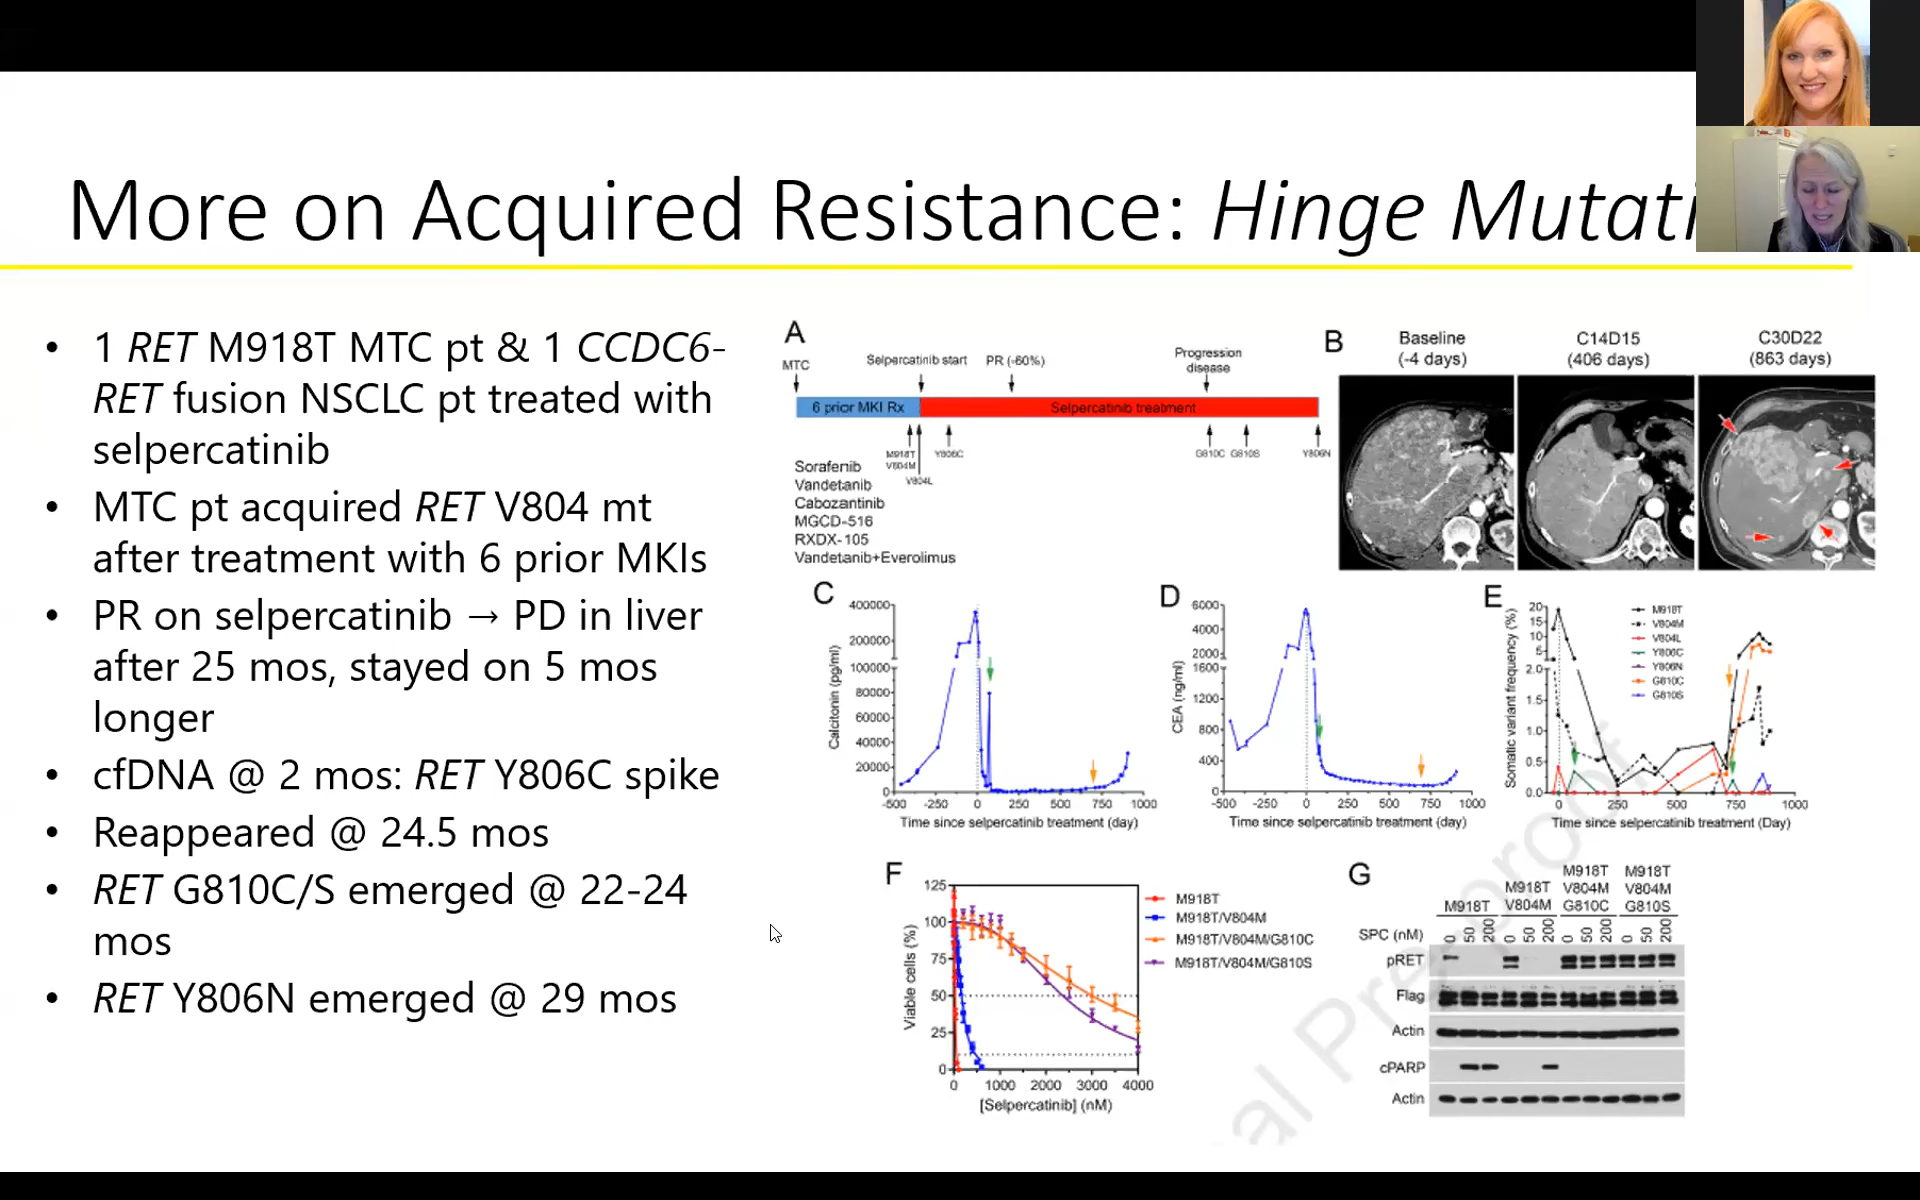 More on Acquired Resistance: Hinge Mutati
• 1 RET M918T MTC pt & 1 CCDC6-
RET fusion NSCLC pt treated with
selpercatinib
• MTC pt acquired RET V804 mt
after treatment with 6 prior MKIs
• PR on selpercatinib → PD in liver
after 25 mos, stayed on 5 mos
longer
• cfDNA @ 2 mos: RET Y806C spike
• Reappeared @ 24.5 mos
• RET G810C/S emerged @ 22-24
mos
• RET Y806N emerged @ 29 mos
A
MTC
Selpercatinib start
PR (-60%)
Progression
disease
6 prior MKI Rx
Selpercatinib treatment
M918T
V804M
V804L
Y806C
G810C
G810S
Y806N
Sorafenib
Vandetanib
Cabozantinib
MGCD-516
RXDX-105
Vandetanib+Everolimus
B
Baseline
(-4 days)
C14D15
(406 days)
C30D22
(863 days)
C
Calcitonin (pg/ml)
400000
200000
100000
80000
60000
40000
20000
0
-500 -250 0 250 500 750 1000
Time since selpercatinib treatment (day)
D
CEA (ng/ml)
6000
4000
2000
1600
1200
800
400
0
-500 -250 0 250 500 750 1000
Time since selpercatinib treatment (day)
E
Somatic variant frequency (%)
20
15
10
5
2.0
1.5
1.0
0.5
0.0
0 250 500 750 1000
Time since selpercatinib treatment (Day)
M918T
V804M
V804L
Y806C
Y806N
G810C
G810S
F
Viable cells (%)
125
100
75
50
25
0
0 1000 2000 3000 4000
[Selpercatinib] (nM)
M918T
M918T/V804M
M918T/V804M/G810C
M918T/V804M/G810S
G
M918T
M918T
V804M
M918T
V804M
G810C
M918T
V804M
G810S
SPC (nM)
0 50 200 0 50 200 0 50 200 0 50 200
pRET
Flag
Actin
cPARP
Actin
al Pre-proof